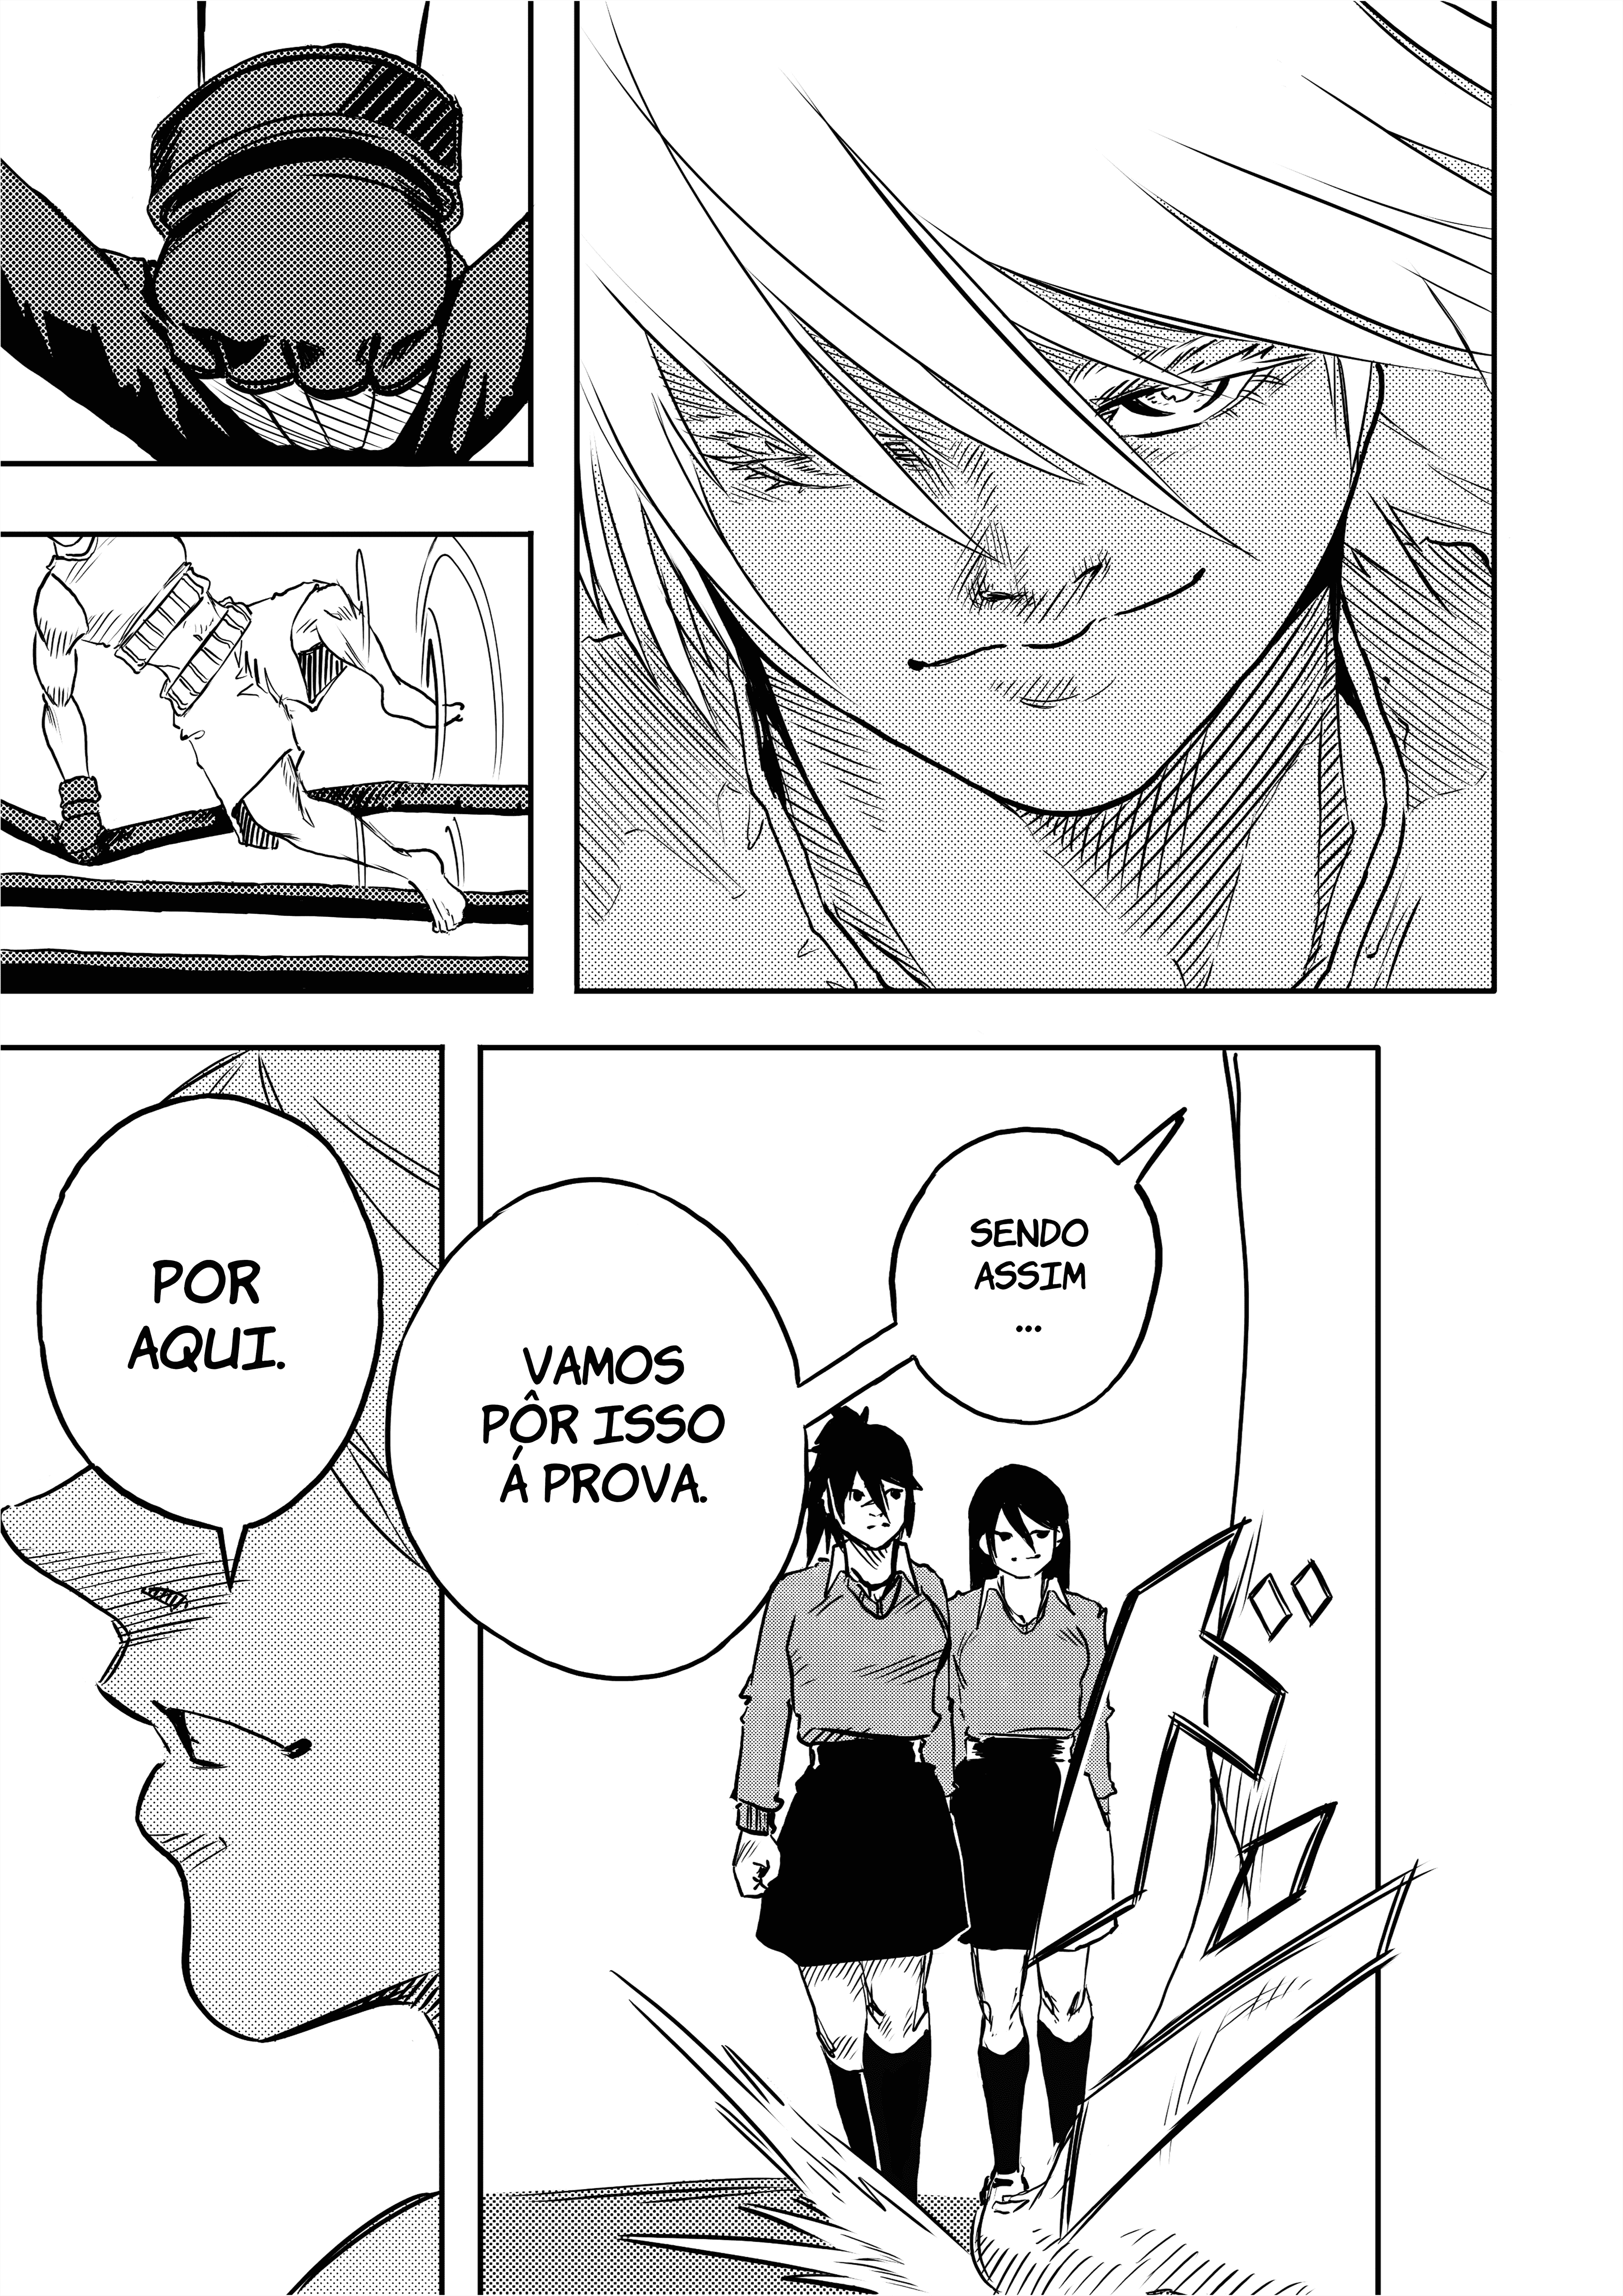 SENDO
ASSIM
...
VAMOS
PÔR ISSO
Á PROVA.
POR
AQUI.